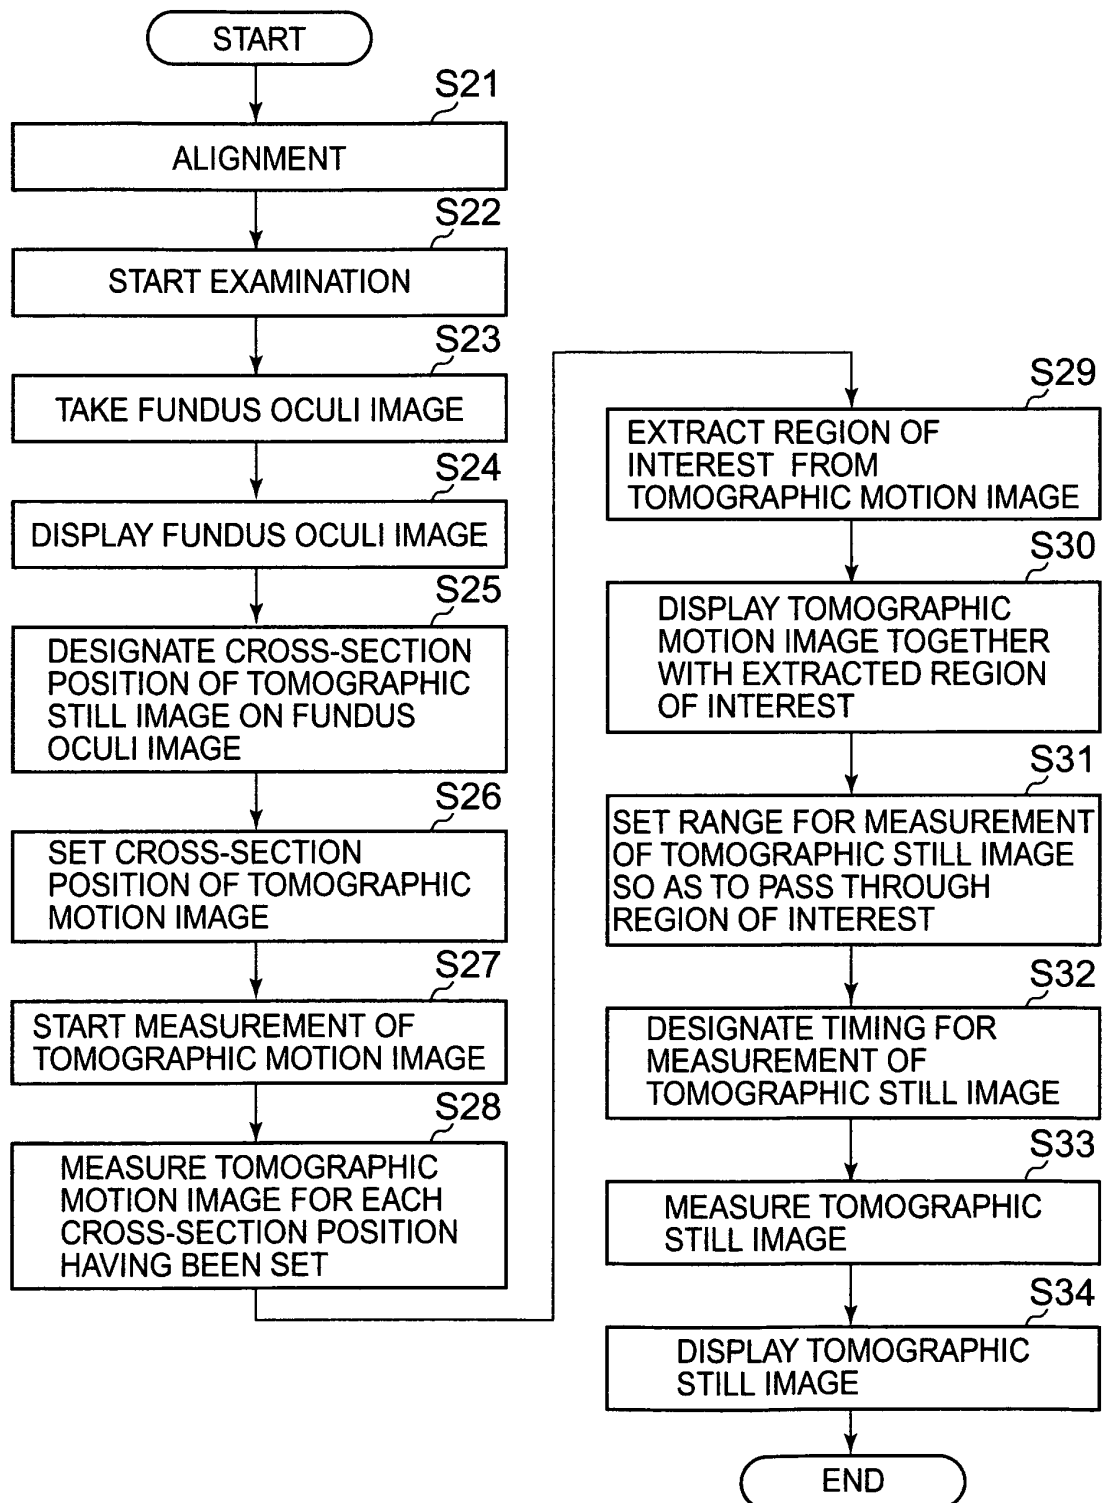 START
S21
ALIGNMENT
S22
START EXAMINATION
S23
TAKE FUNDUS OCULI IMAGE
S24
DISPLAY FUNDUS OCULI IMAGE
S25
DESIGNATE CROSS-SECTION
POSITION OF TOMOGRAPHIC
STILL IMAGE ON FUNDUS
OCULI IMAGE
S26
SET CROSS-SECTION
POSITION OF TOMOGRAPHIC
MOTION IMAGE
S27
START MEASUREMENT OF
TOMOGRAPHIC MOTION IMAGE
S28
MEASURE TOMOGRAPHIC
MOTION IMAGE FOR EACH
CROSS-SECTION POSITION
HAVING BEEN SET
S29
EXTRACT REGION OF
INTEREST FROM
TOMOGRAPHIC MOTION IMAGE
S30
DISPLAY TOMOGRAPHIC
MOTION IMAGE TOGETHER
WITH EXTRACTED REGION
OF INTEREST
S31
SET RANGE FOR MEASUREMENT
OF TOMOGRAPHIC STILL IMAGE
SO AS TO PASS THROUGH
REGION OF INTEREST
S32
DESIGNATE TIMING FOR
MEASUREMENT OF
TOMOGRAPHIC STILL IMAGE
S33
MEASURE TOMOGRAPHIC
STILL IMAGE
S34
DISPLAY TOMOGRAPHIC
STILL IMAGE
END